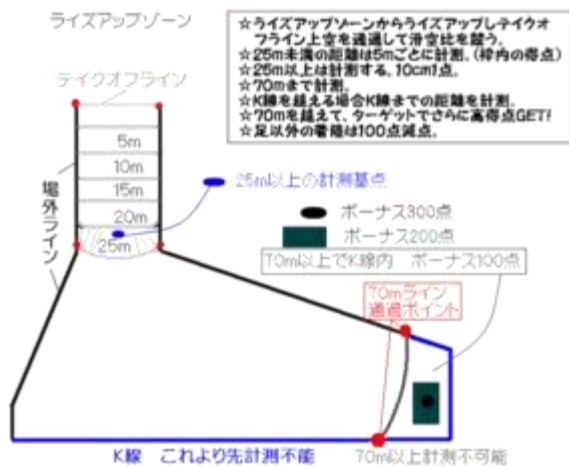 ライズアップゾーン
☆ライズアップゾーンからライズアップしテイクオ
フライン上空を通過して滑空比を競う。
☆25m未満の距離は5mごとに計測。(枠内の得点)
☆25m以上は計測する。10cm1点。
☆70mまで計測。
☆K線を越える場合K線までの距離を計測。
☆70mを越えて、ターゲットでさらに高得点GET!
☆足以外の着陸は100点減点。
テイクオフライン
5m
10m
15m
20m
25m
場外ライン
25m以上の計測基点
ボーナス300点
ボーナス200点
70m以上でK線内 ボーナス100点
70mライン
通過ポイント
K線 これより先計測不能
70m以上計測不可能